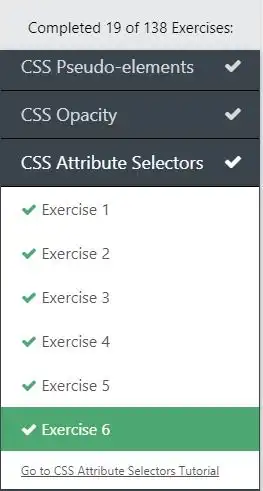 Completed 19 of 138 Exercises:
CSS Pseudo-elements
CSS Opacity
CSS Attribute Selectors
Exercise 1
Exercise 2
Exercise 3
Exercise 4
Exercise 5
Exercise 6
Go to CSS Attribute Selectors Tutorial